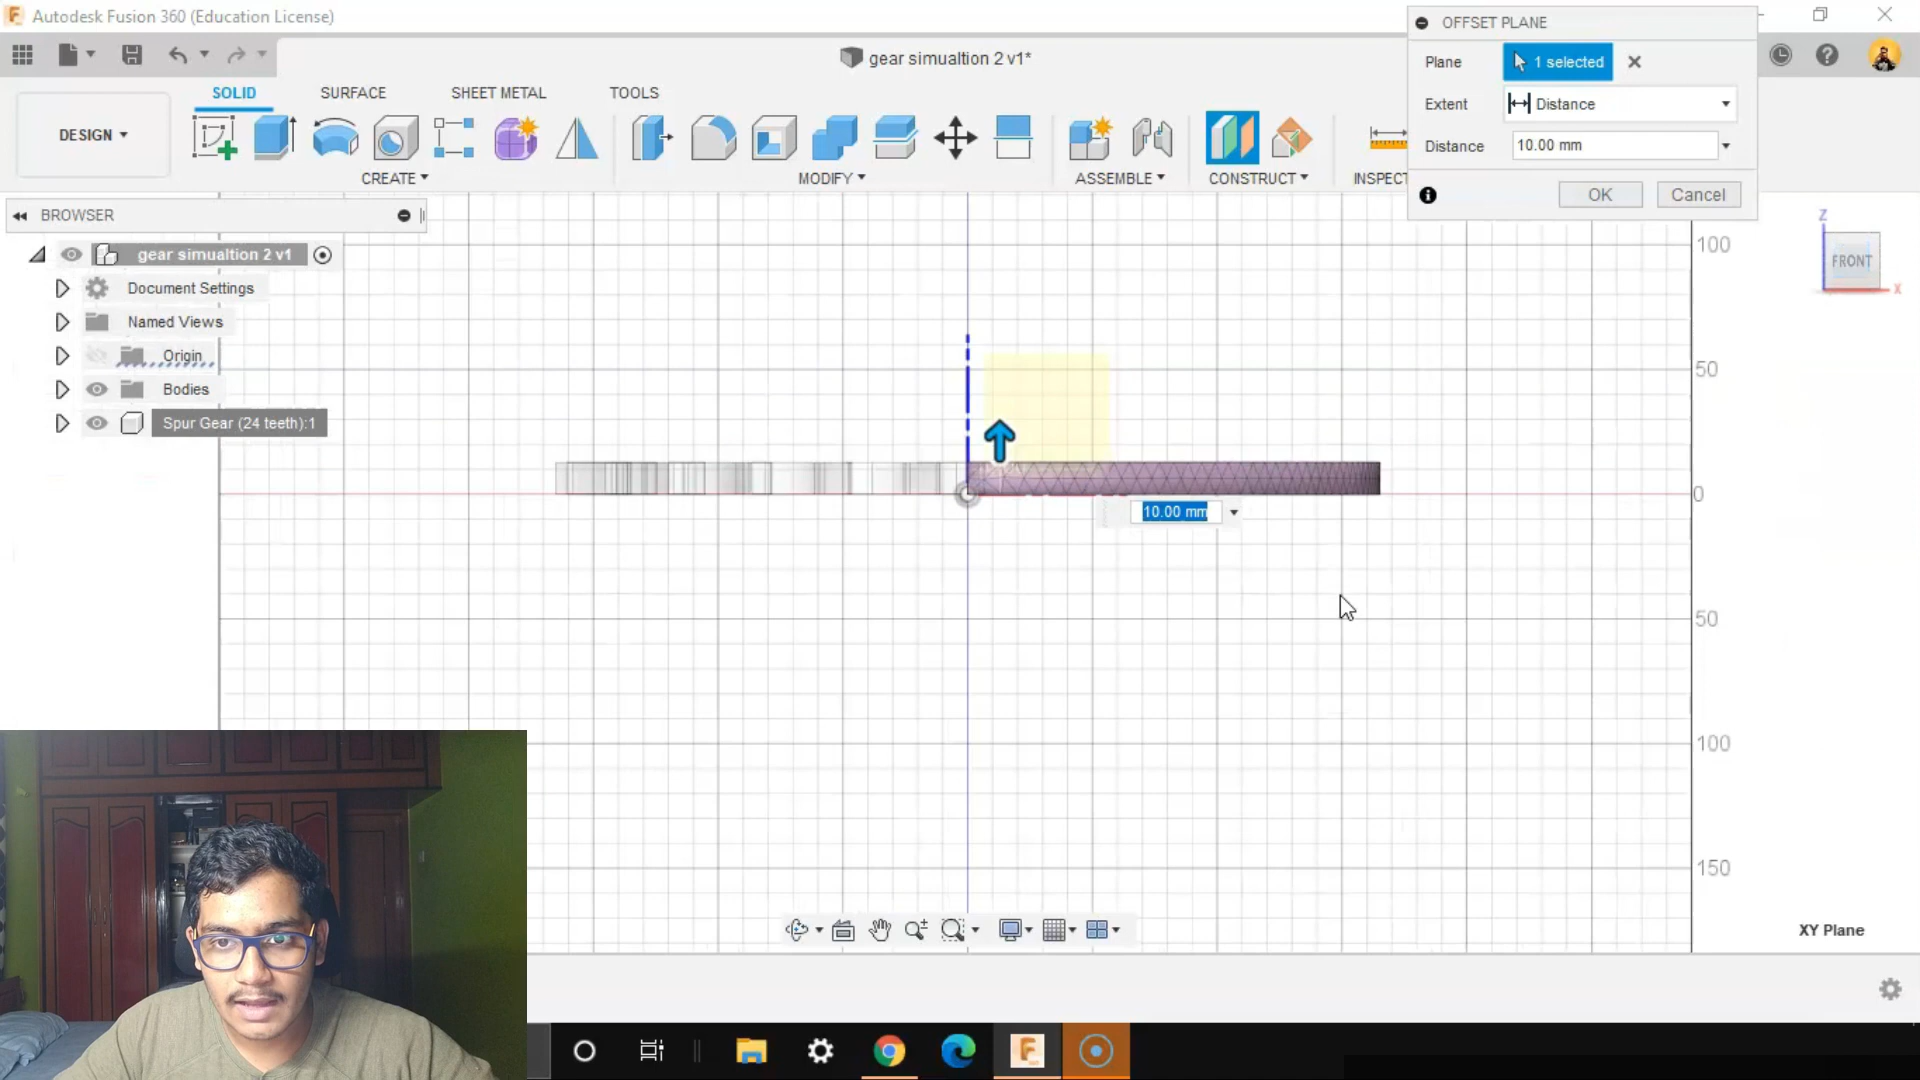 Autodesk Fusion 360 (Education License)
OFFSET PLANE
gear simualtion 2 v1*
Plane
1 selected
Extent
Distance
Distance
10.00 mm
OK
Cancel
DESIGN
SOLID
SURFACE
SHEET METAL
TOOLS
CREATE
MODIFY
ASSEMBLE
CONSTRUCT
INSPECT
BROWSER
gear simualtion 2 v1
Document Settings
Named Views
Origin
Bodies
Spur Gear (24 teeth):1
Z
FRONT
X
100
50
0
50
100
150
10.00 mm
XY Plane